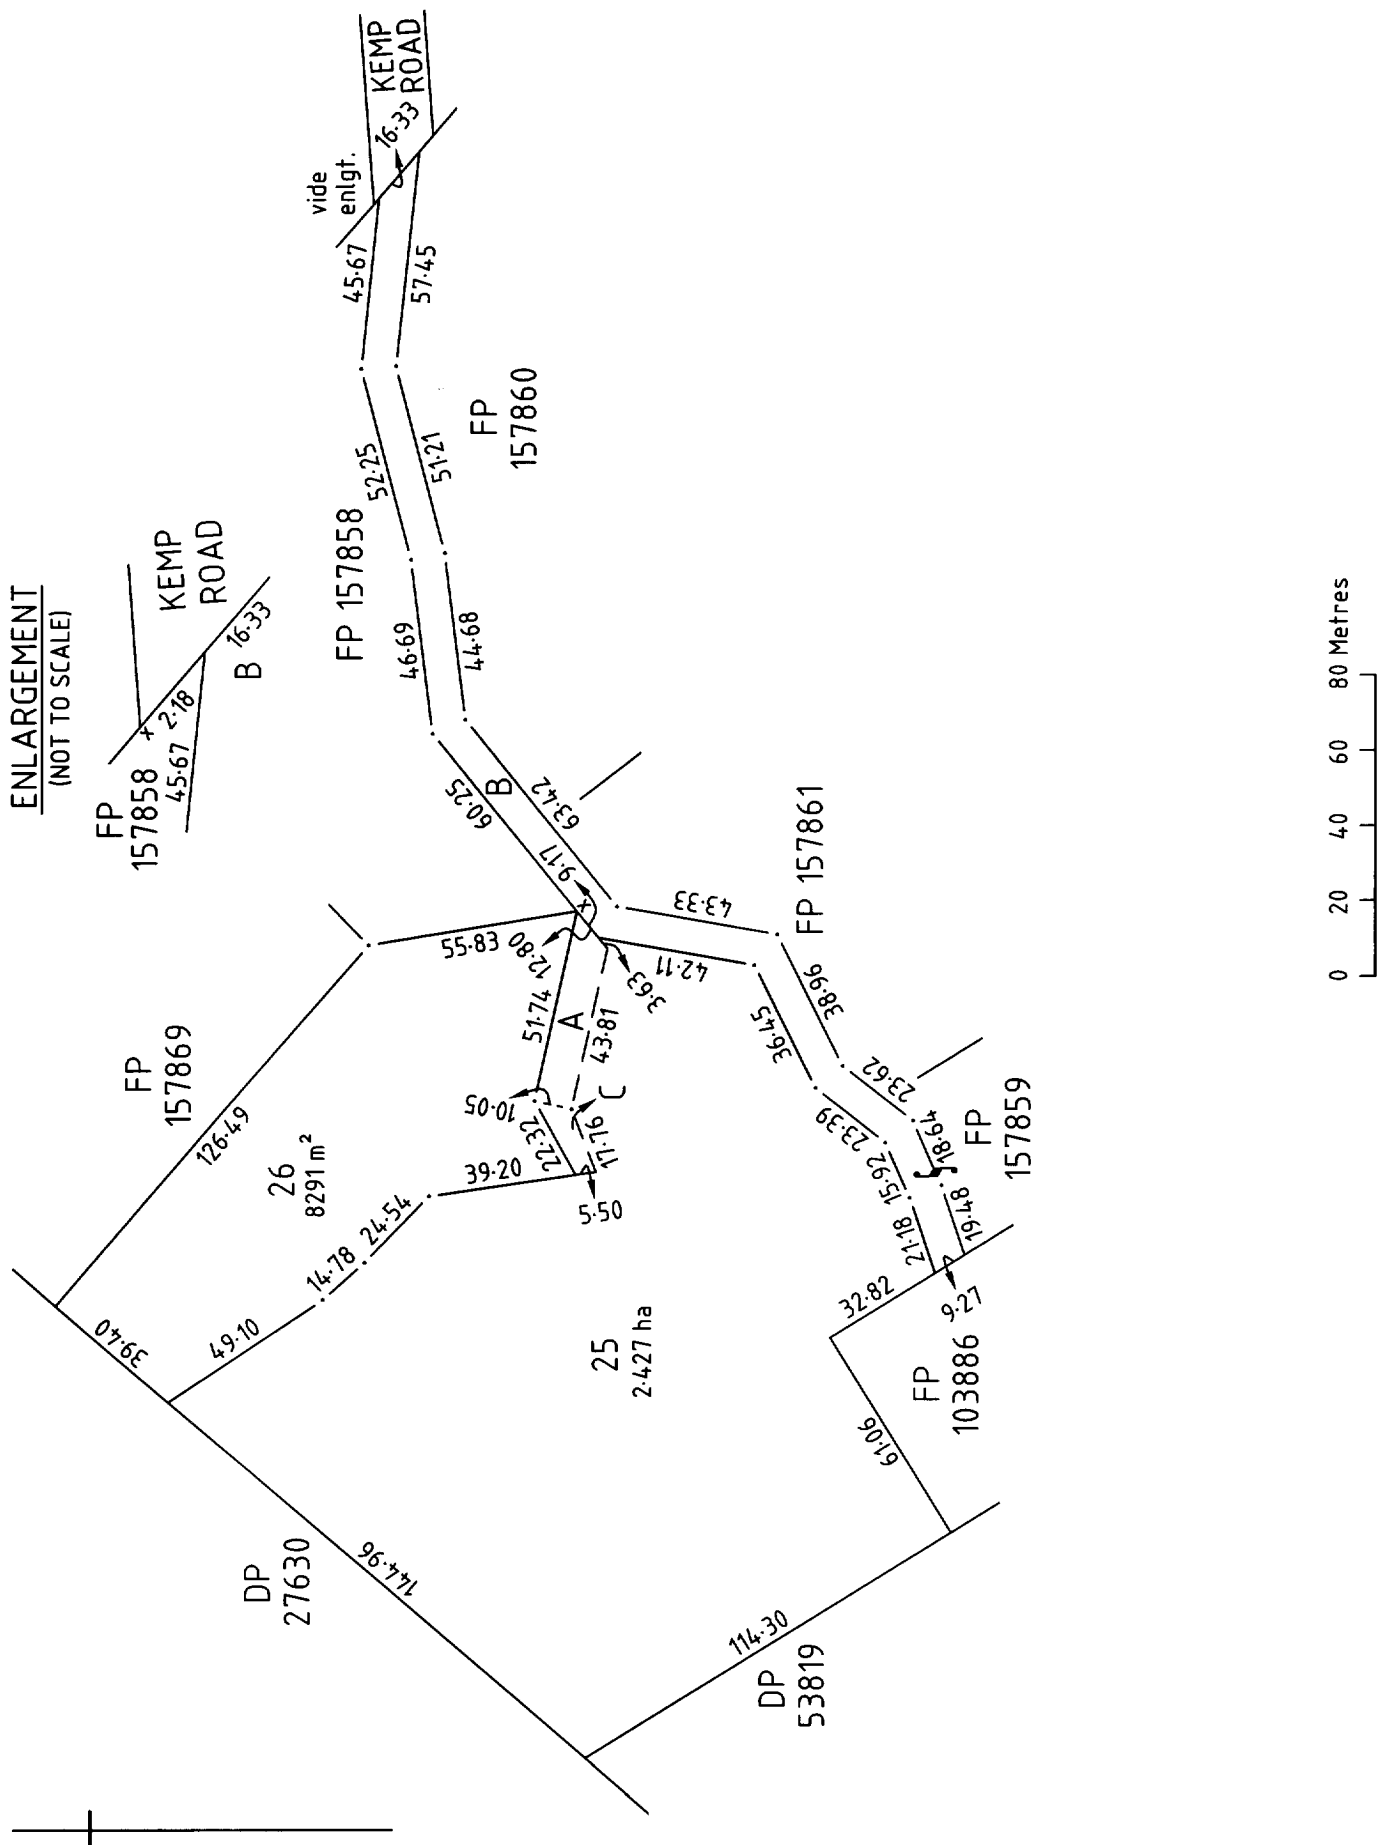 ENLARGEMENT
(NOT TO SCALE)
FP
157858
45·67
2·18
x
KEMP
ROAD
16·33
B
KEMP
ROAD
16·33
vide
enlgt.
45·67
57·45
52·25
51·21
FP
157860
FP 157858
46·69
44·68
60·25
B
63·42
9·17
x
55·83
12·80
3·63
51·74
A
43·81
C
10·05
22·32
17·76
5·50
39·20
24·54
14·78
49·10
FP
157869
126·49
26
8291 m²
39·40
43·33
42·11
FP 157861
38·96
36·45
23·62
23·39
18·64
15·92
FP
157859
19·48
21·18
9·27
32·82
FP
103886
61·06
25
2·427 ha
DP
27630
144·96
114·30
DP
53819
0 20 40 60 80 Metres